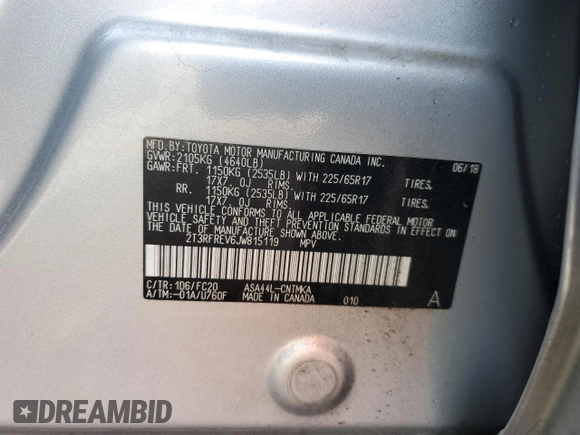 MFD.BY:TOYOTA MOTOR MANUFACTURING CANADA INC.
GVWR:2105KG (4640LB) 06/18
GAWR:FRT. 1150KG (2535LB) WITH 225/65R17 TIRES.
17X7.0J RIMS.
RR. 1150KG (2535LB) WITH 225/65R17 TIRES.
17X7.0J RIMS.
THIS VEHICLE CONFORMS TO ALL APPLICABLE FEDERAL MOTOR
VEHICLE SAFETY AND THEFT PREVENTION STANDARDS IN EFFECT ON
THE DATE OF MANUFACTURE SHOWN ABOVE.
2T3RFREV6JW815119 MPV
C/TR:1D6/FC20 ASA44L-CNTMKA
A/TM:-01A/U760F MADE IN CANADA 010 A
DREAMBID